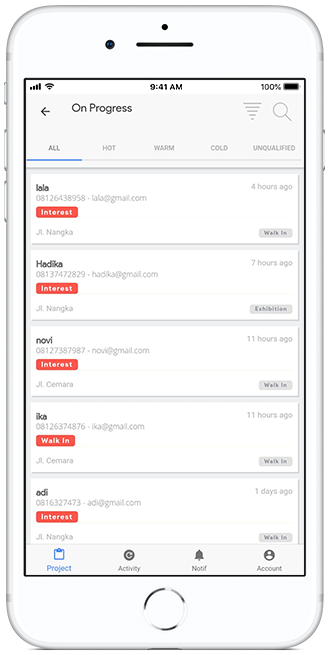 9:41 AM 100%
On Progress
ALL HOT WARM COLD UNQUALIFIED
lala 4 hours ago
08126438958 - lala@gmail.com
Interest
Jl. Nangka Walk In
Hadika 7 hours ago
08137472829 - hadika@gmail.com
Interest
Jl. Nangka Exhibition
novi 11 hours ago
08127387987 - novi@gmail.com
Interest
Jl. Cemara Walk In
ika 11 hours ago
08126374876 - ika@gmail.com
Walk In
Jl. Cemara Walk In
adi 1 days ago
0816327473 - adi@gmail.com
Interest
Jl. Nangka Walk In
Project Activity Notif Account